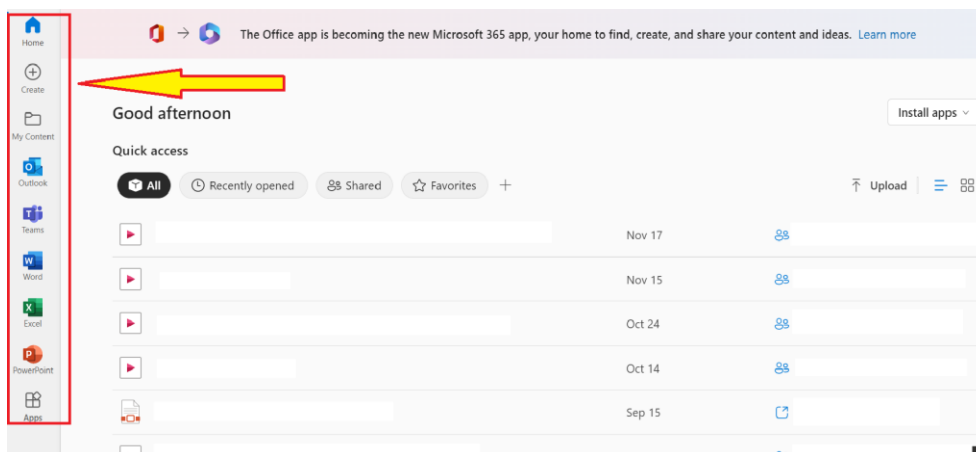 Home
Create
My Content
Outlook
Teams
Word
Excel
PowerPoint
Apps
The Office app is becoming the new Microsoft 365 app, your home to find, create, and share your content and ideas. Learn more
Good afternoon
Install apps
Quick access
All Recently opened Shared Favorites Upload
Nov 17
Nov 15
Oct 24
Oct 14
Sep 15